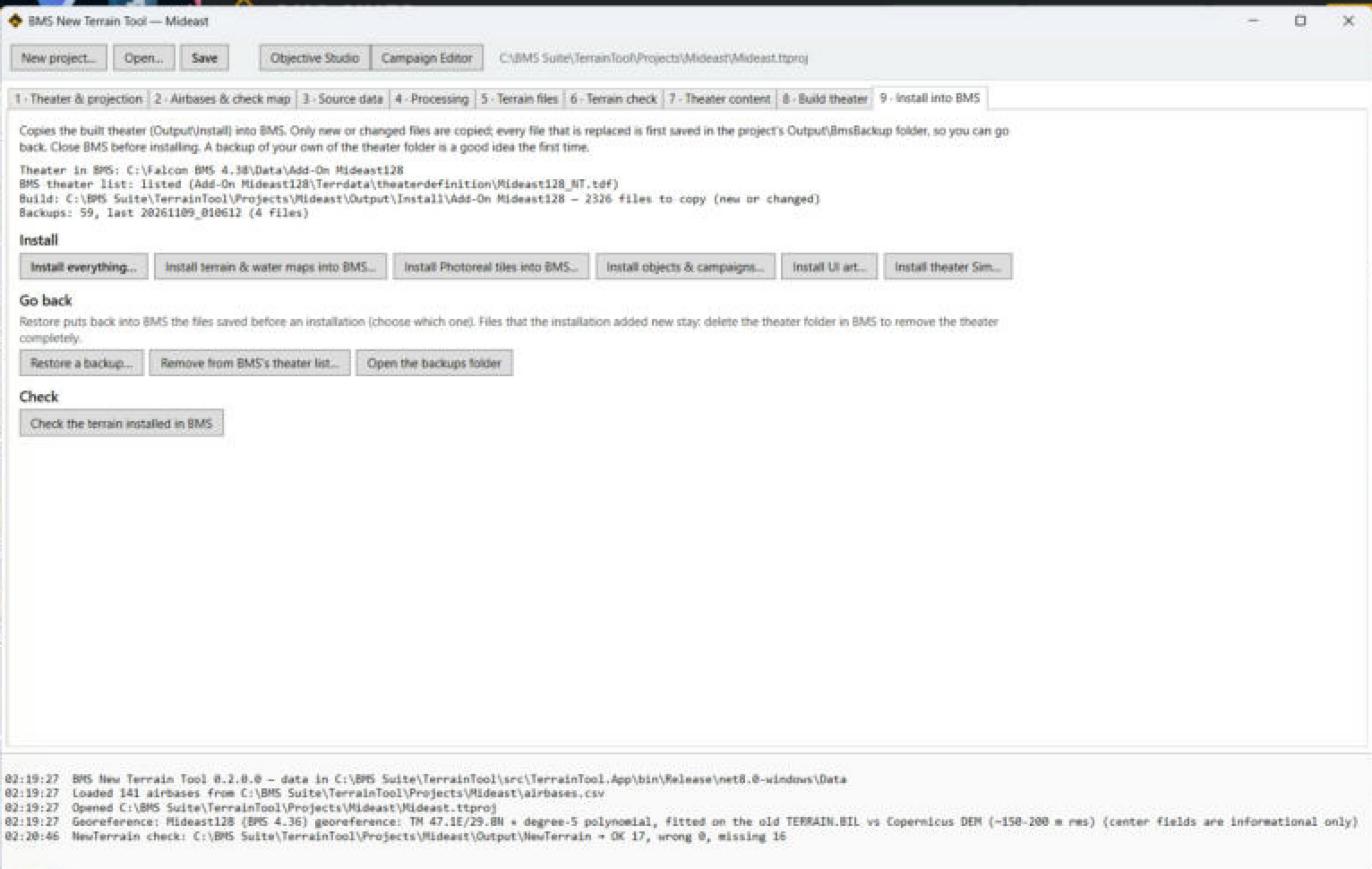 BMS New Terrain Tool — Mideast
New project... Open... Save Objective Studio Campaign Editor C:\BMS Suite\TerrainTool\Projects\Mideast\Mideast.ttproj
1 · Theater & projection 2 · Airbases & check map 3 · Source data 4 · Processing 5 · Terrain files 6 · Terrain check 7 · Theater content 8 · Build theater 9 · Install into BMS
Copies the built theater (Output\Install) into BMS. Only new or changed files are copied; every file that is replaced is first saved in the project's Output\BmsBackup folder, so you can go
back. Close BMS before installing. A backup of your own of the theater folder is a good idea the first time.
Theater in BMS: C:\Falcon BMS 4.38\Data\Add-On Mideast128
BMS theater list: listed (Add-On Mideast128\Terrdata\theaterdefinition\Mideast128_NT.tdf)
Build: C:\BMS Suite\TerrainTool\Projects\Mideast\Output\Install\Add-On Mideast128 — 2326 files to copy (new or changed)
Backups: 59, last 20261109_010612 (4 files)
Install
Install everything... Install terrain & water maps into BMS... Install Photoreal tiles into BMS... Install objects & campaigns... Install UI art... Install theater Sim...
Go back
Restore puts back into BMS the files saved before an installation (choose which one). Files that the installation added new stay: delete the theater folder in BMS to remove the theater
completely.
Restore a backup... Remove from BMS's theater list... Open the backups folder
Check
Check the terrain installed in BMS
02:19:27 BMS New Terrain Tool 0.2.0.0 — data in C:\BMS Suite\TerrainTool\src\TerrainTool.App\bin\Release\net8.0-windows\Data
02:19:27 Loaded 141 airbases from C:\BMS Suite\TerrainTool\Projects\Mideast\airbases.csv
02:19:27 Opened C:\BMS Suite\TerrainTool\Projects\Mideast\Mideast.ttproj
02:19:27 Georeference: Mideast128 (BMS 4.36) georeference: TM 47.1E/29.8N + degree-5 polynomial, fitted on the old TERRAIN.BIL vs Copernicus DEM (~150-200 m rms) (center fields are informational only)
02:20:46 NewTerrain check: C:\BMS Suite\TerrainTool\Projects\Mideast\Output\NewTerrain → OK 17, wrong 0, missing 16